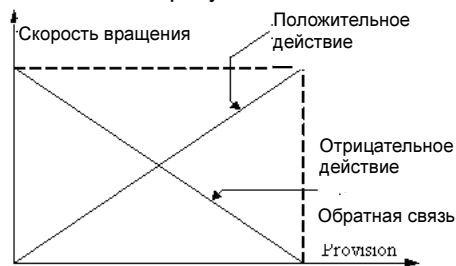 Положительное
действие
Скорость вращения
Отрицательное
действие
Обратная связь
Provision